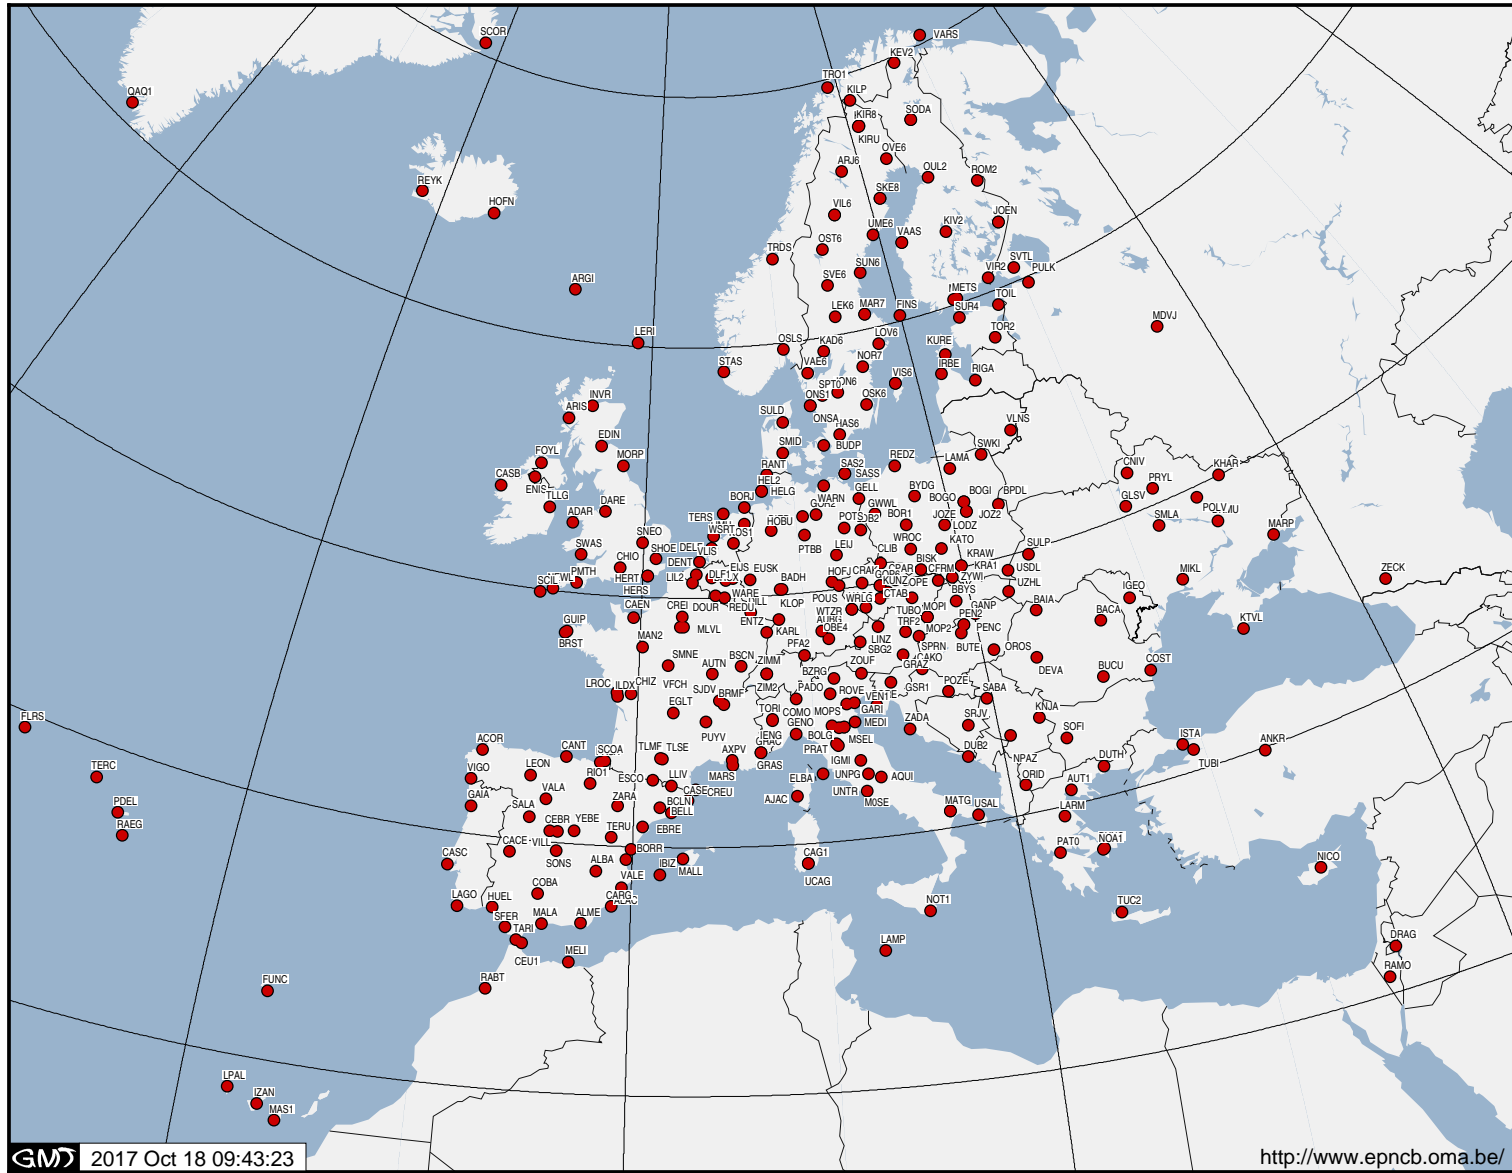 SCOR
VARS
KEV2
TRO1
KILP
QAQ1
KIR8
SODA
KIRU
OVE6
ARJ6
OUL2
ROM2
REYK
SKE8
HOFN
VIL6
JOEN
UME6
KIV2
VAAS
OST6
TRDS
SVTL
SUN6
VIR2
PULK
SVE6
ARGI
METS
TOIL
LEK6
MAR7
FINS
SUR4
MDVJ
LERI
TOR2
OSLS
KAD6
LOV6
KURE
STAS
VAE6
NOR7
IRBE
RIGA
SPT0
VIS6
INVR
ONS1
OSK6
ARIS
SULD
ONSA
HAS6
VLNS
EDIN
BUDP
SMID
SWKI
FOYL
MORP
RANT
SAS2
SASS
REDZ
LAMA
CNIV
KHAR
CASB
ENIS
HEL2
HELG
WARN
GELL
BYDG
BOGI
BPDL
PRYL
TLLG
DARE
BORJ
GWWL
BOGO
GLSV
ADAR
TERS
HOBU
POTS
BOR1
JOZE
JOZ2
SMLA
POLV
SNEO
WSRT
LODZ
MARP
SWAS
CHIO
SHOE
DELF
VLIS
PTBB
LEIJ
CLIB
WROC
KATO
SULP
SCIL
PMTH
HERT
DENT
LIL2
DLF1
EUSK
BADH
HOFJ
BISK
CFRM
KRAW
KRA1
USDL
MIKL
ZECK
HERS
WARE
KUNZ
ZYWI
UZHL
CAEN
CREI
DOUR
REDU
KLOP
POUS
CTAB
BBYS
IGEO
GUIP
MLVL
ENTZ
WTZR
TUBO
MOPI
GANP
BAIA
BACA
KTVL
BRST
MAN2
KARL
OBE4
TRF2
MOP2
PENC
LINZ
SBG2
SPRN
BUTE
OROS
SMNE
AUTN
BSCN
ZIMM
PFA2
ZOUF
GRAZ
CAKO
DEVA
BUCU
COST
LROC
ILDX
CHIZ
VFCH
SJDV
BRMF
ZIM2
BZRG
PADO
ROVE
VEN1
GSR1
POZE
SABA
EGLT
TORI
COMO
MOPS
GARI
FLRS
PUYV
IENG
GENO
BOLG
MEDI
ZADA
SRJV
KNJA
SOFI
ISTA
ANKR
ACOR
CANT
SCOA
TLMF
TLSE
AXPV
GRAS
PRAT
MSEL
DUB2
NPAZ
DUTH
TUBI
TERC
VIGO
LEON
RIO1
ESCO
LLIV
MARS
ELBA
IGMI
UNPG
AQUI
ORID
AUT1
PDEL
GAIA
VALA
ZARA
CREU
AJAC
UNTR
MOSE
MATG
USAL
LARM
RAEG
SALA
CEBR
YEBE
TERU
BCLN
BELL
EBRE
CASC
CACE
VILL
SONS
ALBA
BORR
IBIZ
MALL
CAG1
PAT0
NOA1
NICO
UCAG
LAGO
HUEL
COBA
VALE
CARG
NOT1
TUC2
SFER
MALA
ALME
TARI
CEU1
MELI
LAMP
DRAG
RABT
RAMO
FUNC
LPAL
IZAN
MAS1
GMT 2017 Oct 18 09:43:23
http://www.epncb.oma.be/